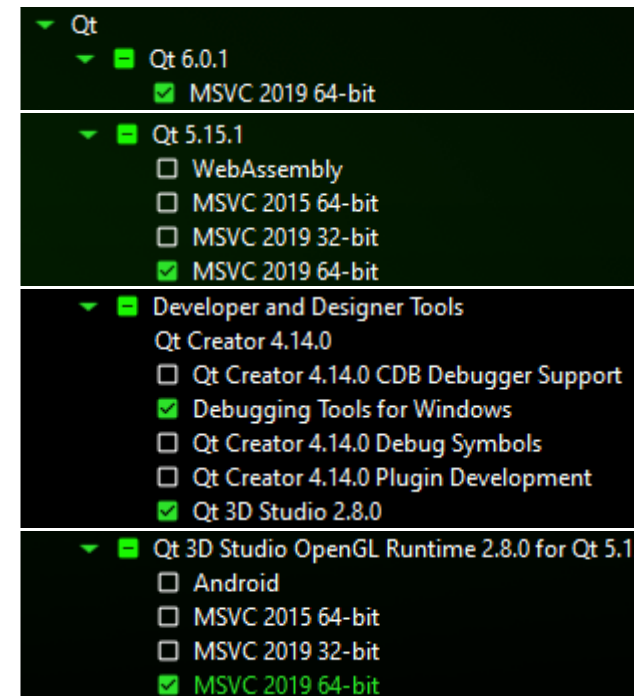 Qt
Qt 6.0.1
MSVC 2019 64-bit
Qt 5.15.1
WebAssembly
MSVC 2015 64-bit
MSVC 2019 32-bit
MSVC 2019 64-bit
Developer and Designer Tools
Qt Creator 4.14.0
Qt Creator 4.14.0 CDB Debugger Support
Debugging Tools for Windows
Qt Creator 4.14.0 Debug Symbols
Qt Creator 4.14.0 Plugin Development
Qt 3D Studio 2.8.0
Qt 3D Studio OpenGL Runtime 2.8.0 for Qt 5.1
Android
MSVC 2015 64-bit
MSVC 2019 32-bit
MSVC 2019 64-bit